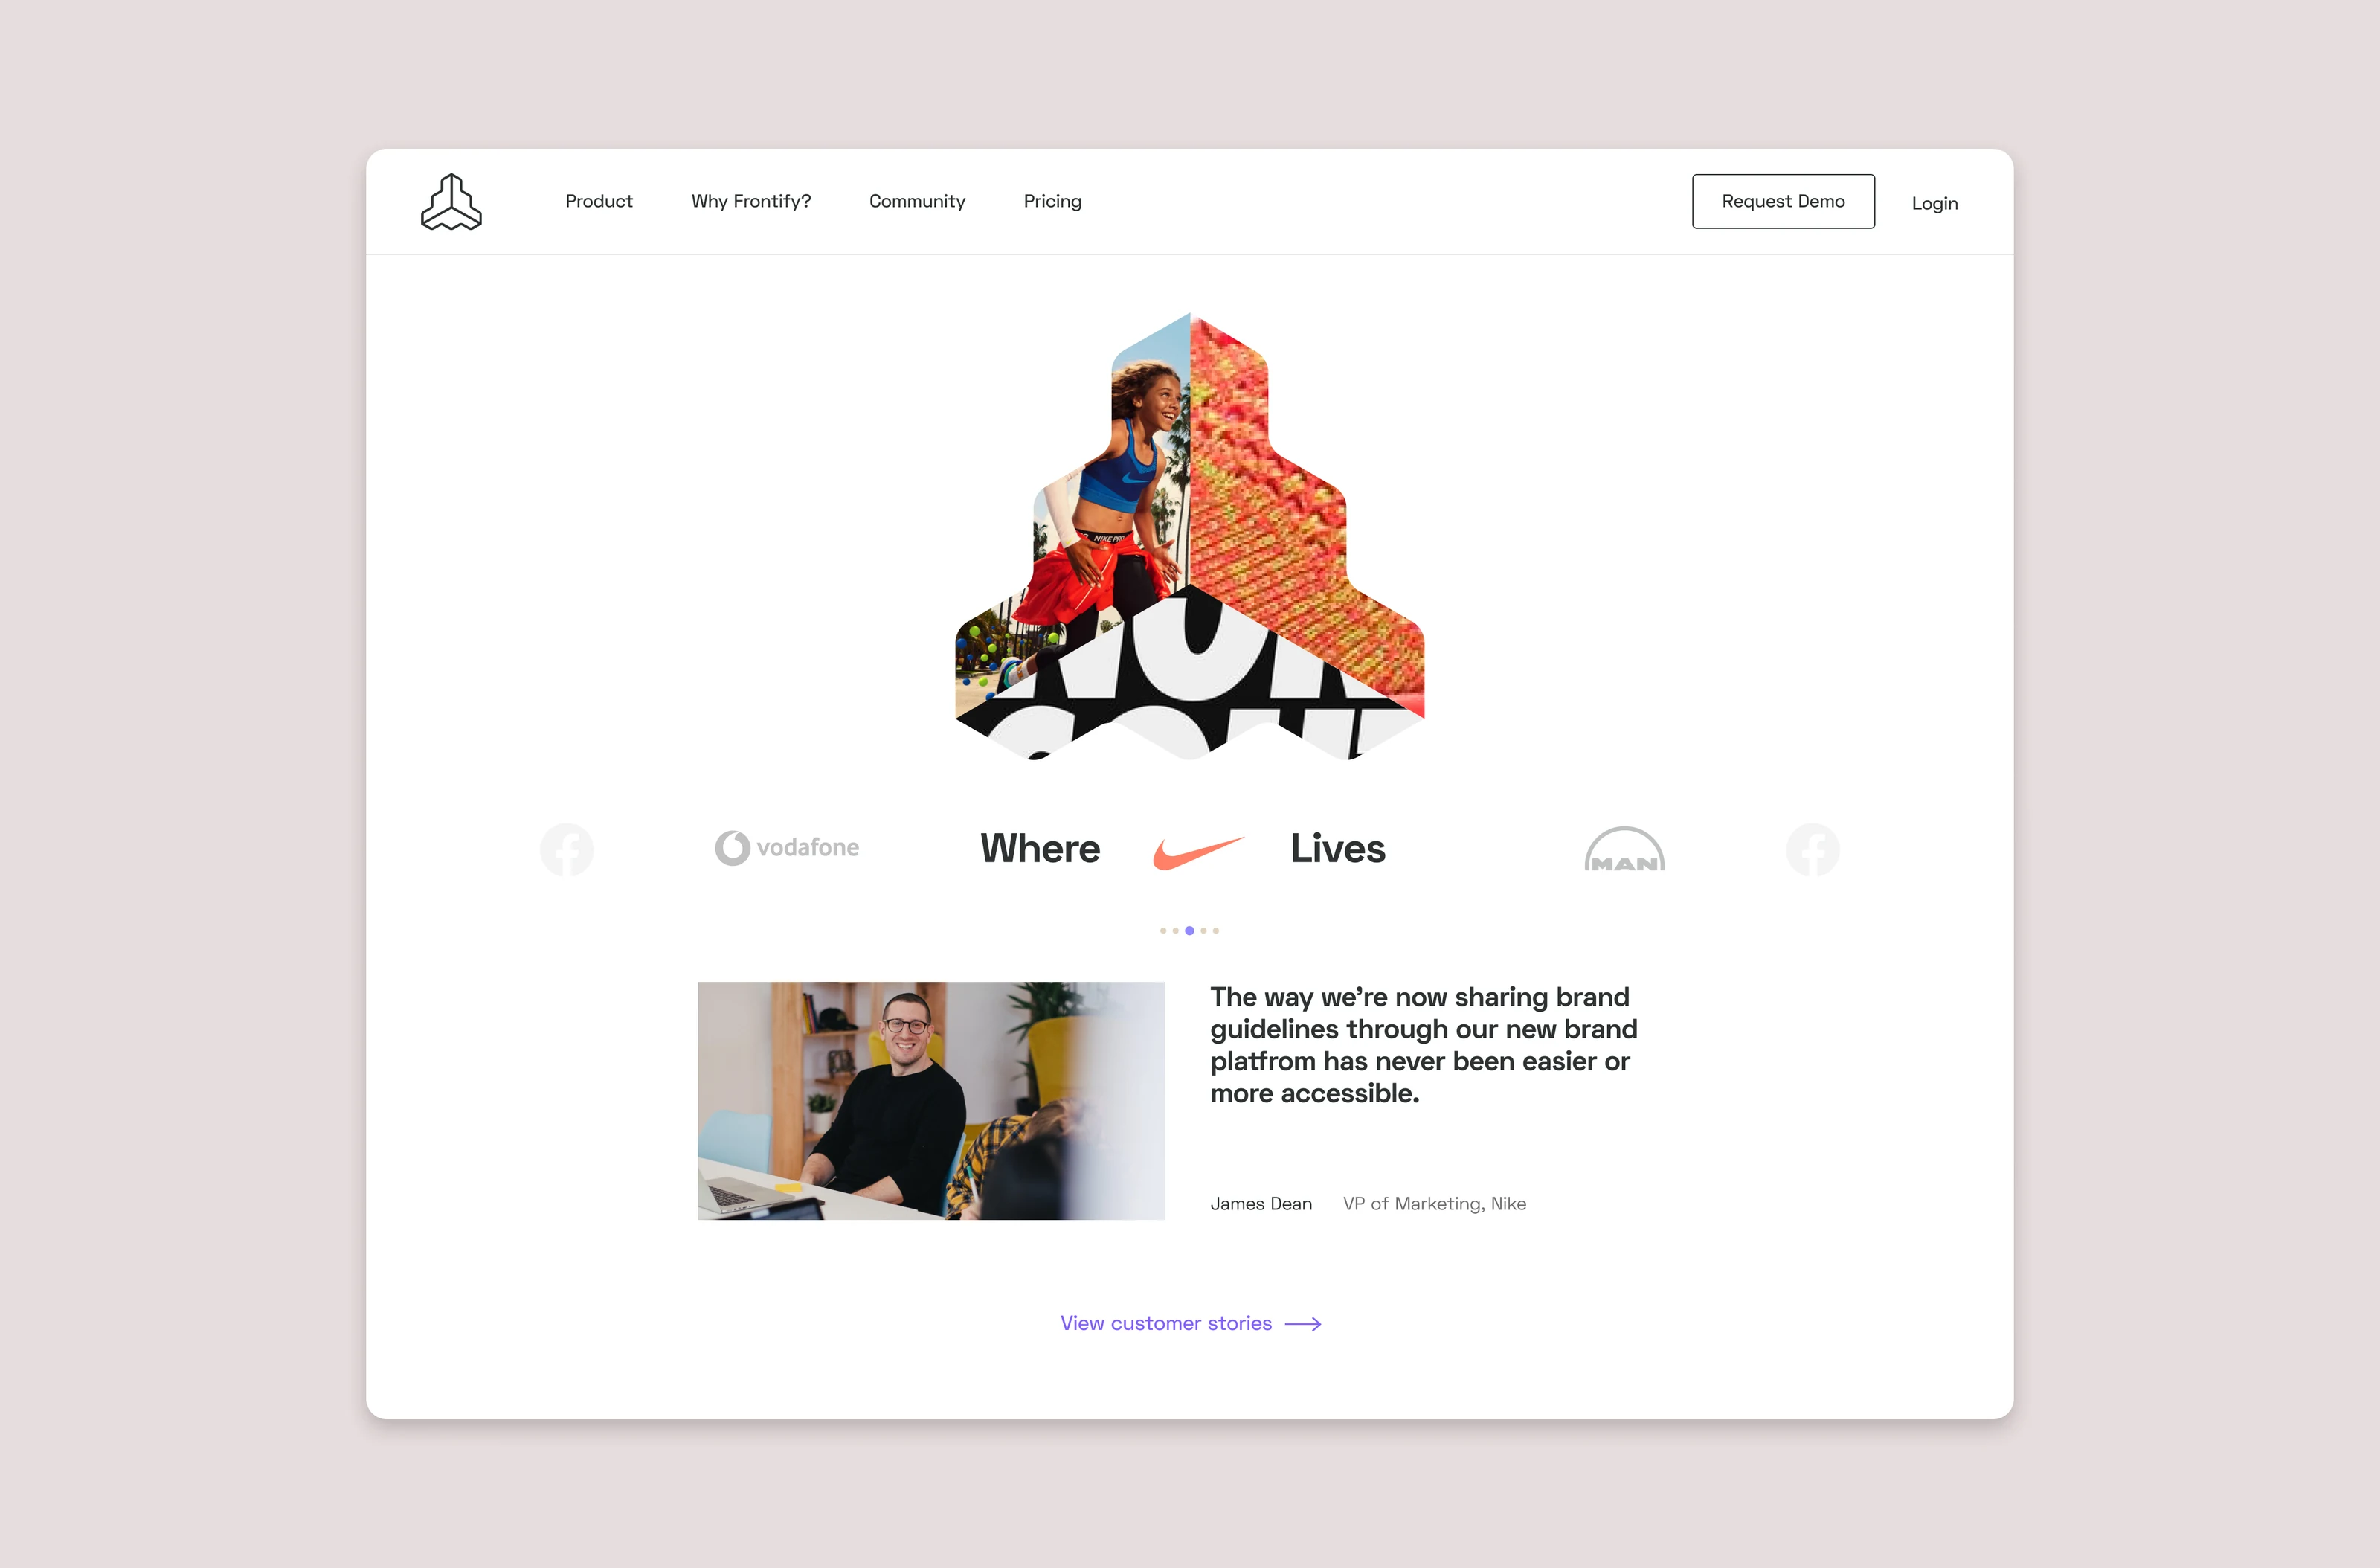 Product
Why Frontify?
Community
Pricing
Request Demo
Login
NIKE PRO
vodafone
Where
Lives
MAN
The way we’re now sharing brand
guidelines through our new brand
platfrom has never been easier or
more accessible.
James Dean
VP of Marketing, Nike
View customer stories